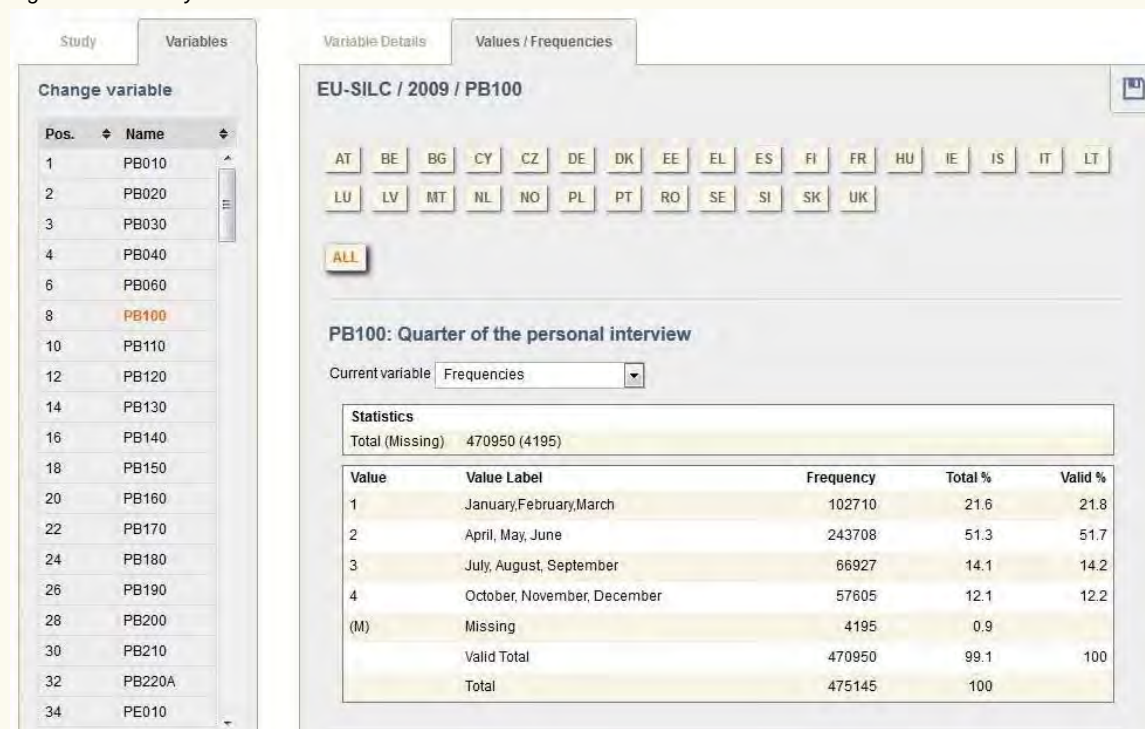 Study Variables
Change variable
Pos. Name
1 PB010
2 PB020
3 PB030
4 PB040
6 PB060
8 PB100
10 PB110
12 PB120
14 PB130
16 PB140
18 PB150
20 PB160
22 PB170
24 PB180
26 PB190
28 PB200
30 PB210
32 PB220A
34 PE010
Variable Details Values / Frequencies
EU-SILC / 2009 / PB100
AT BE BG CY CZ DE DK EE EL ES FI FR HU IE IS IT LT
LU LV MT NL NO PL PT RO SE SI SK UK
ALL
PB100: Quarter of the personal interview
Current variable Frequencies
Statistics
Total (Missing) 470950 (4195)
Value Value Label Frequency Total % Valid %
1 January,February,March 102710 21.6 21.8
2 April, May, June 243708 51.3 51.7
3 July, August, September 66927 14.1 14.2
4 October, November, December 57605 12.1 12.2
(M) Missing 4195 0.9
Valid Total 470950 99.1 100
Total 475145 100